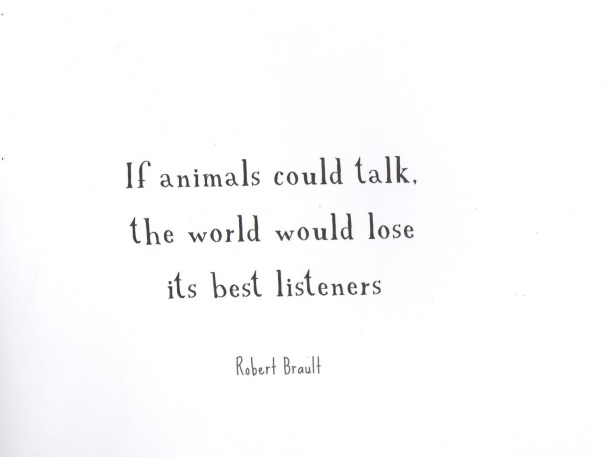 If animals could talk,
the world would lose
its best listeners
Robert Brault